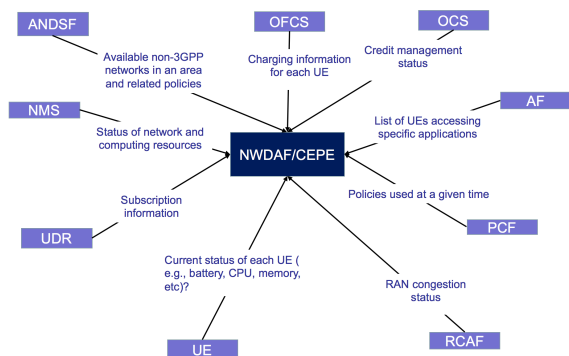 ANDSF
OFCS
OCS
Available non-3GPP
networks in an area
and related policies
Charging information
for each UE
Credit management
status
NMS
AF
Status of network and
computing resources
List of UEs accessing
specific applications
NWDAF/CEPE
Subscription
information
Policies used at a given time
UDR
PCF
Current status of each UE (
e.g., battery, CPU, memory,
etc)?
RAN congestion
status
UE
RCAF